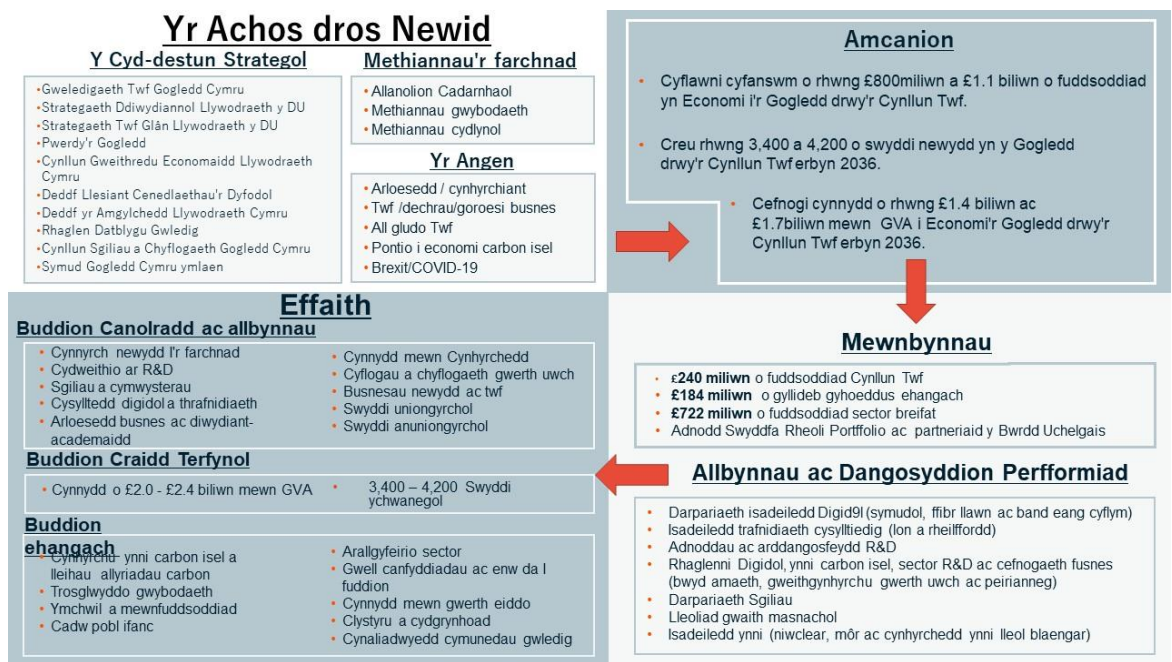 Yr Achos dros Newid
Y Cyd-destun Strategol
•Gweledigaeth Twf Gogledd Cymru
•Strategaeth Ddiwydiannol Llywodraeth y DU
•Strategaeth Twf Glân Llywodraeth y DU
•Pwerdy'r Gogledd
•Cynllun Gweithredu Economaidd Llywodraeth
Cymru
•Deddf Llesiant Cenedlaethau'r Dyfodol
•Deddf yr Amgylchedd Llywodraeth Cymru
•Rhaglen Datblygu Gwledig
•Cynllun Sgiliau a Chyflogaeth Gogledd Cymru
•Symud Gogledd Cymru ymlaen
Methiannau'r farchnad
• Allanolion Cadarnhaol
• Methiannau gwybodaeth
• Methiannau cydlynol
Yr Angen
• Arloesedd / cynhyrchiant
• Twf /dechrau/goroesi busnes
• All gludo Twf
• Pontio i economi carbon isel
• Brexit/COVID-19
Amcanion
• Cyflawni cyfanswm o rhwng £800miliwn a £1.1 biliwn o fuddsoddiad
yn Economi i'r Gogledd drwy'r Cynllun Twf.
• Creu rhwng 3,400 a 4,200 o swyddi newydd yn y Gogledd
drwy'r Cynllun Twf erbyn 2036.
• Cefnogi cynnydd o rhwng £1.4 biliwn ac
£1.7biliwn mewn GVA i Economi'r Gogledd drwy'r
Cynllun Twf erbyn 2036.
Mewnbynnau
• £240 miliwn o fuddsoddiad Cynllun Twf
• £184 miliwn o gyllideb gyhoeddus ehangach
• £722 miliwn o fuddsoddiad sector breifat
• Adnodd Swyddfa Rheoli Portffolio ac partneriaid y Bwrdd Uchelgais
Allbynnau ac Dangosyddion Perfformiad
• Darpariaeth isadeiledd Digid9l (symudol, ffibr llawn ac band eang cyflym)
• Isadeiledd trafnidiaeth cysylltiedig (lon a rheilffordd)
• Adnoddau ac arddangosfeydd R&D
• Rhaglenni Digidol, ynni carbon isel, sector R&D ac cefnogaeth fusnes
(bwyd amaeth, gweithgynhyrchu gwerth uwch ac peirianneg)
• Darpariaeth Sgiliau
• Lleoliad gwaith masnachol
• Isadeiledd ynni (niwclear, môr ac cynhyrchedd ynni lleol blaengar)
Effaith
Buddion Canolradd ac allbynnau
• Cynnyrch newydd I'r farchnad
• Cydweithio ar R&D
• Sgiliau a cymwysterau
• Cysylltedd digidol a thrafnidiaeth
• Arloesedd busnes ac diwydiant-
academaidd
• Cynnydd mewn Cynhyrchedd
• Cyflogau a chyflogaeth gwerth uwch
• Busnesau newydd ac twf
• Swyddi uniongyrchol
• Swyddi anuniongyrchol
Buddion Craidd Terfynol
• Cynnydd o £2.0 - £2.4 biliwn mewn GVA
• 3,400 – 4,200 Swyddi
ychwanegol
Buddion
ehangach
• Cynhyrchu ynni carbon isel a
lleihau allyriadau carbon
• Trosglwyddo gwybodaeth
• Ymchwil a mewnfuddsoddiad
• Cadw pobl ifanc
• Arallgyfeirio sector
• Gwell canfyddiadau ac enw da I
fuddion
• Cynnydd mewn gwerth eiddo
• Clystyru a cydgrynhoad
• Cynaliadwyedd cymunedau gwledig